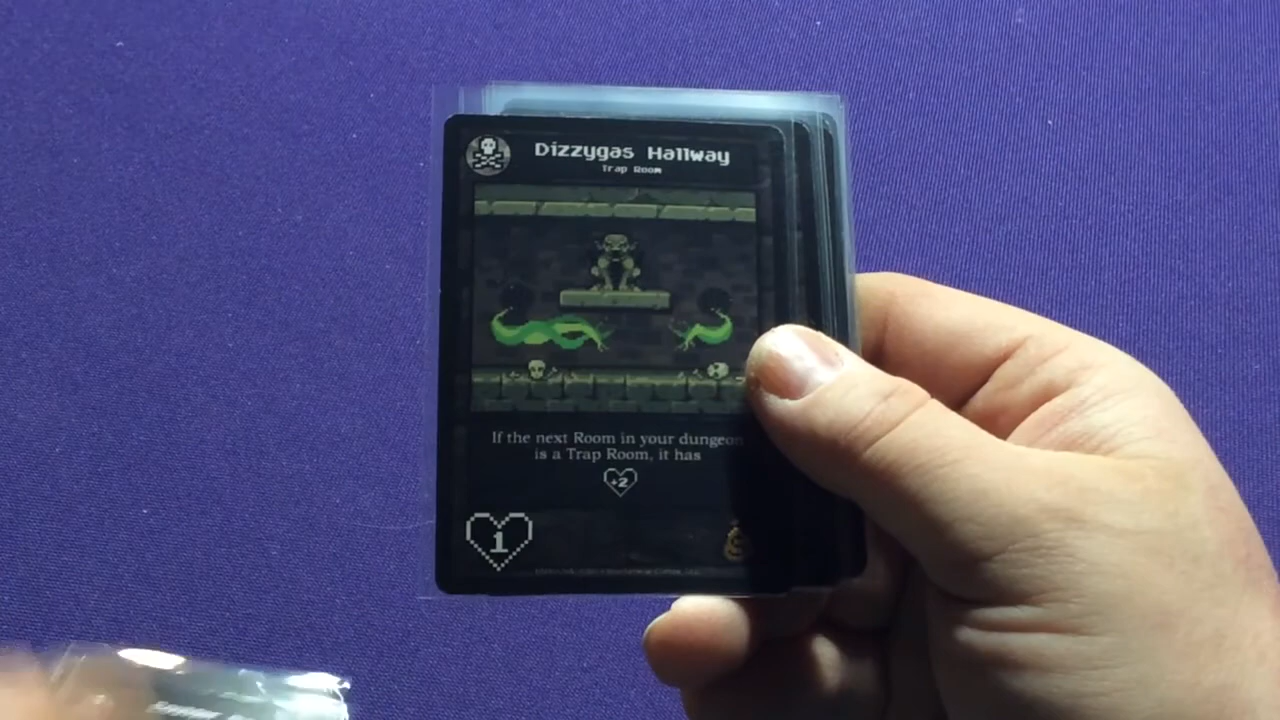 Dizzygas Hallway
Trap Room
If the next Room in your dungeon
is a Trap Room, it has
+2
1